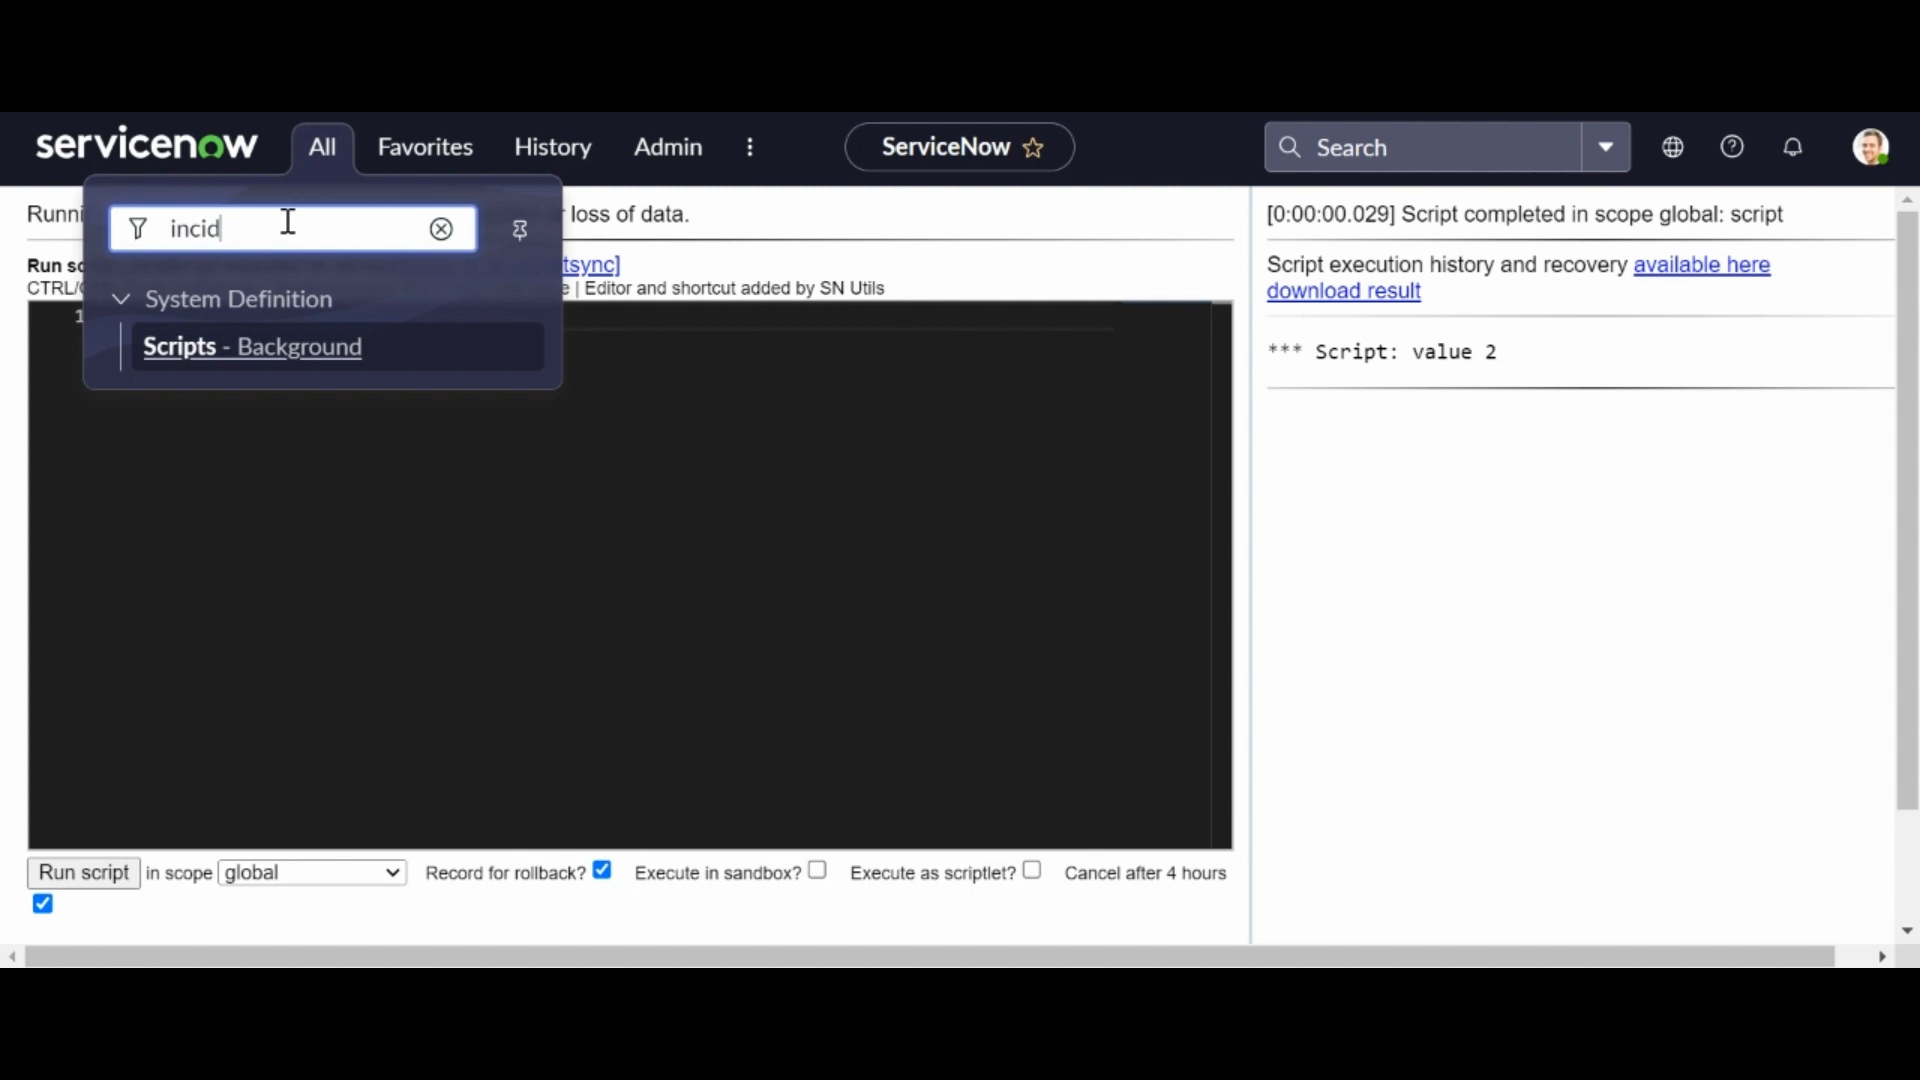 servicenow
All
Favorites
History
Admin
ServiceNow
Search
incid
System Definition
Scripts - Background
Runni
r loss of data.
Run sc
tsync]
CTRL/C
e | Editor and shortcut added by SN Utils
1
Run script
in scope
global
Record for rollback?
Execute in sandbox?
Execute as scriptlet?
Cancel after 4 hours
[0:00:00.029] Script completed in scope global: script
Script execution history and recovery available here
download result
*** Script: value 2